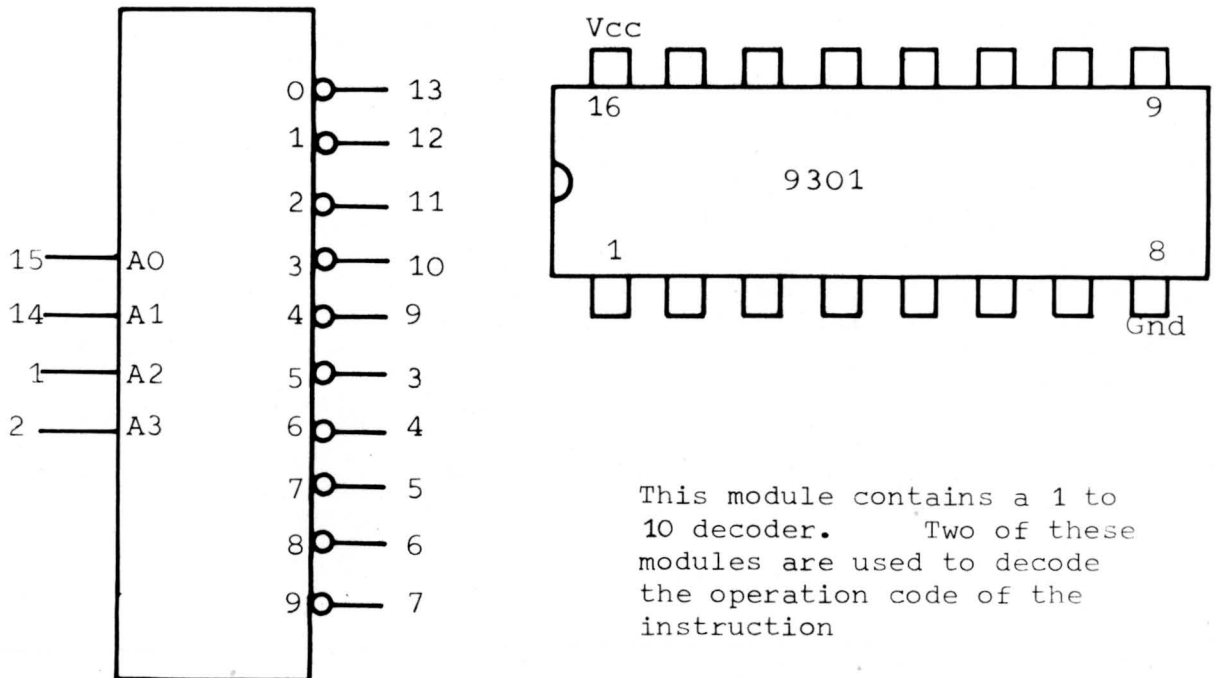 0 13
1 12
2 11
15 A0 3 10
14 A1 4 9
1 A2 5 3
2 A3 6 4
7 5
8 6
9 7
Vcc
16 9
9301
1 8
Gnd
This module contains a 1 to
10 decoder. Two of these
modules are used to decode
the operation code of the
instruction